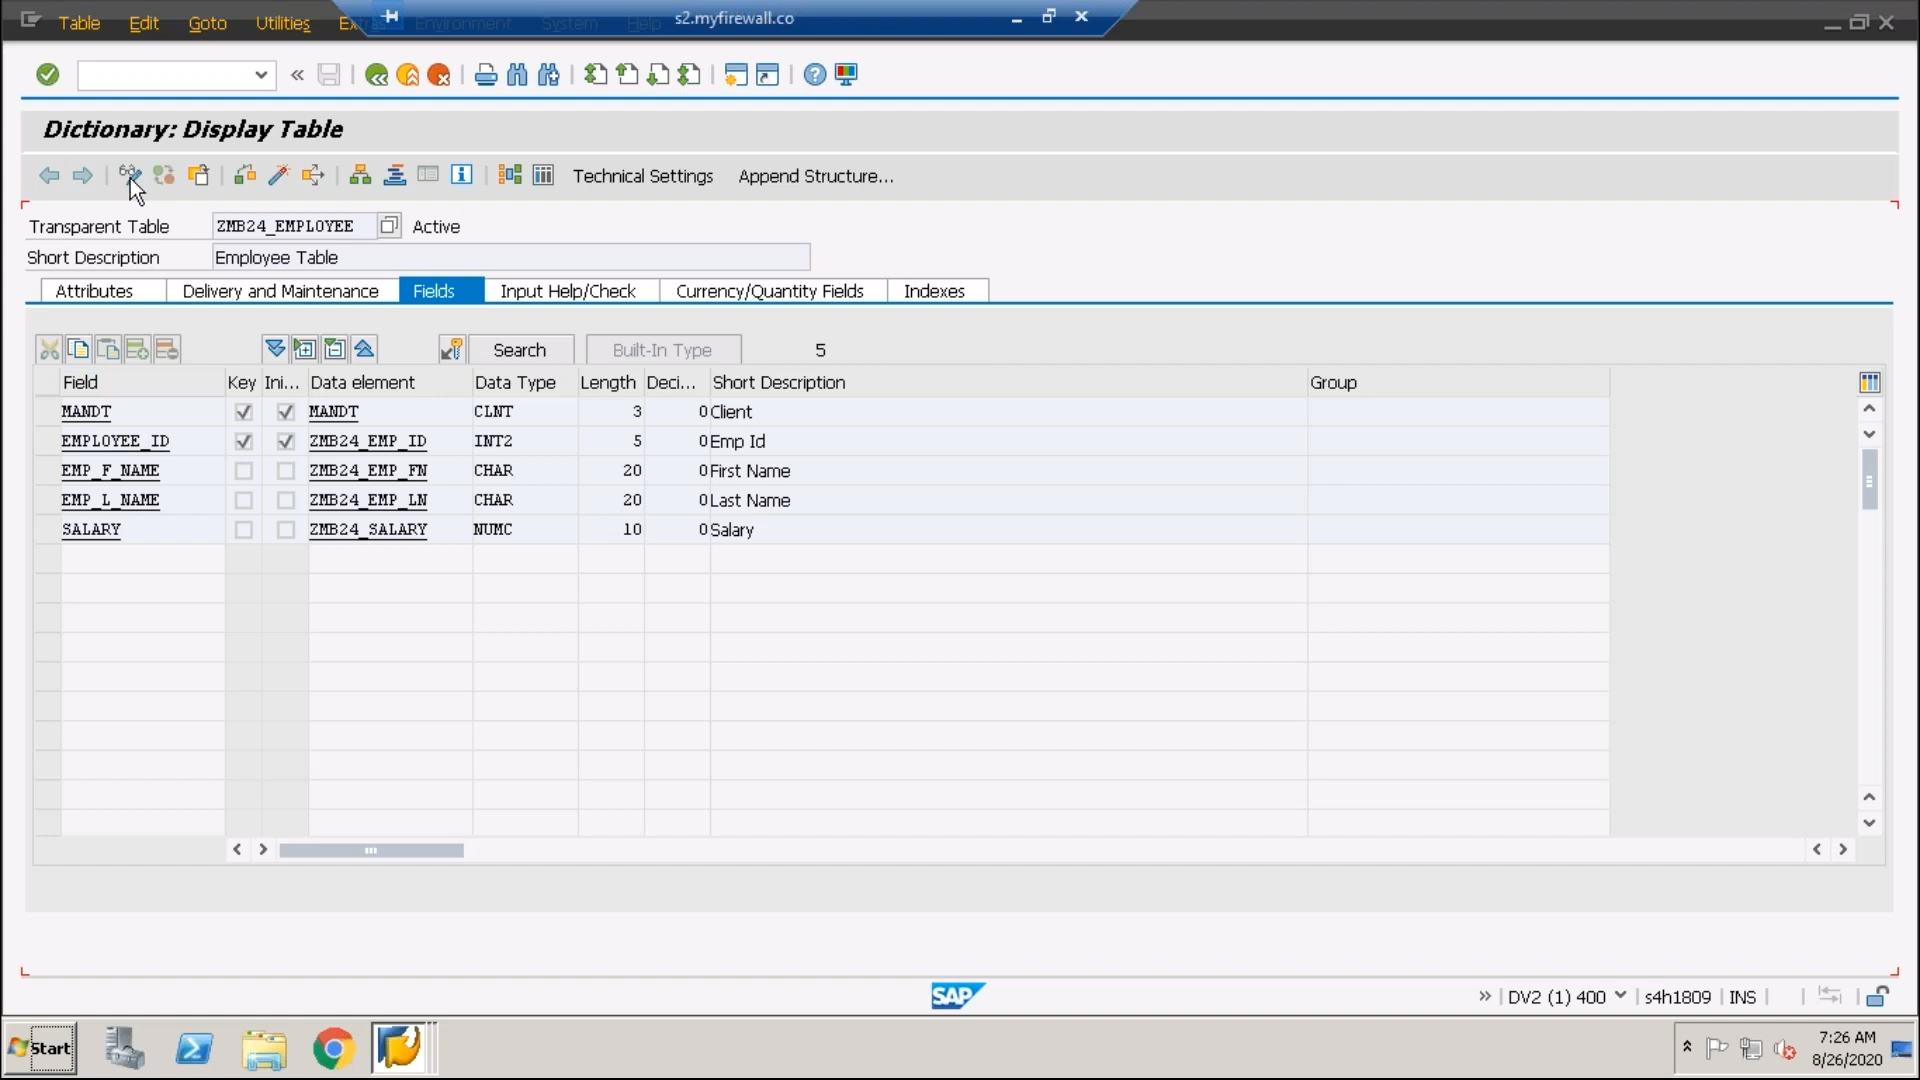 Table Edit Goto Utilities Extras Environment System Help
s2.myfirewall.co
Dictionary: Display Table
Technical Settings Append Structure...
Transparent Table ZMB24_EMPLOYEE Active
Short Description Employee Table
Attributes Delivery and Maintenance Fields Input Help/Check Currency/Quantity Fields Indexes
Search Built-In Type 5
Field Key Ini... Data element Data Type Length Deci... Short Description Group
MANDT MANDT CLNT 3 0 Client
EMPLOYEE_ID ZMB24_EMP_ID INT2 5 0 Emp Id
EMP_F_NAME ZMB24_EMP_FN CHAR 20 0 First Name
EMP_L_NAME ZMB24_EMP_LN CHAR 20 0 Last Name
SALARY ZMB24_SALARY NUMC 10 0 Salary
SAP
DV2 (1) 400 s4h1809 INS
Start
7:26 AM
8/26/2020